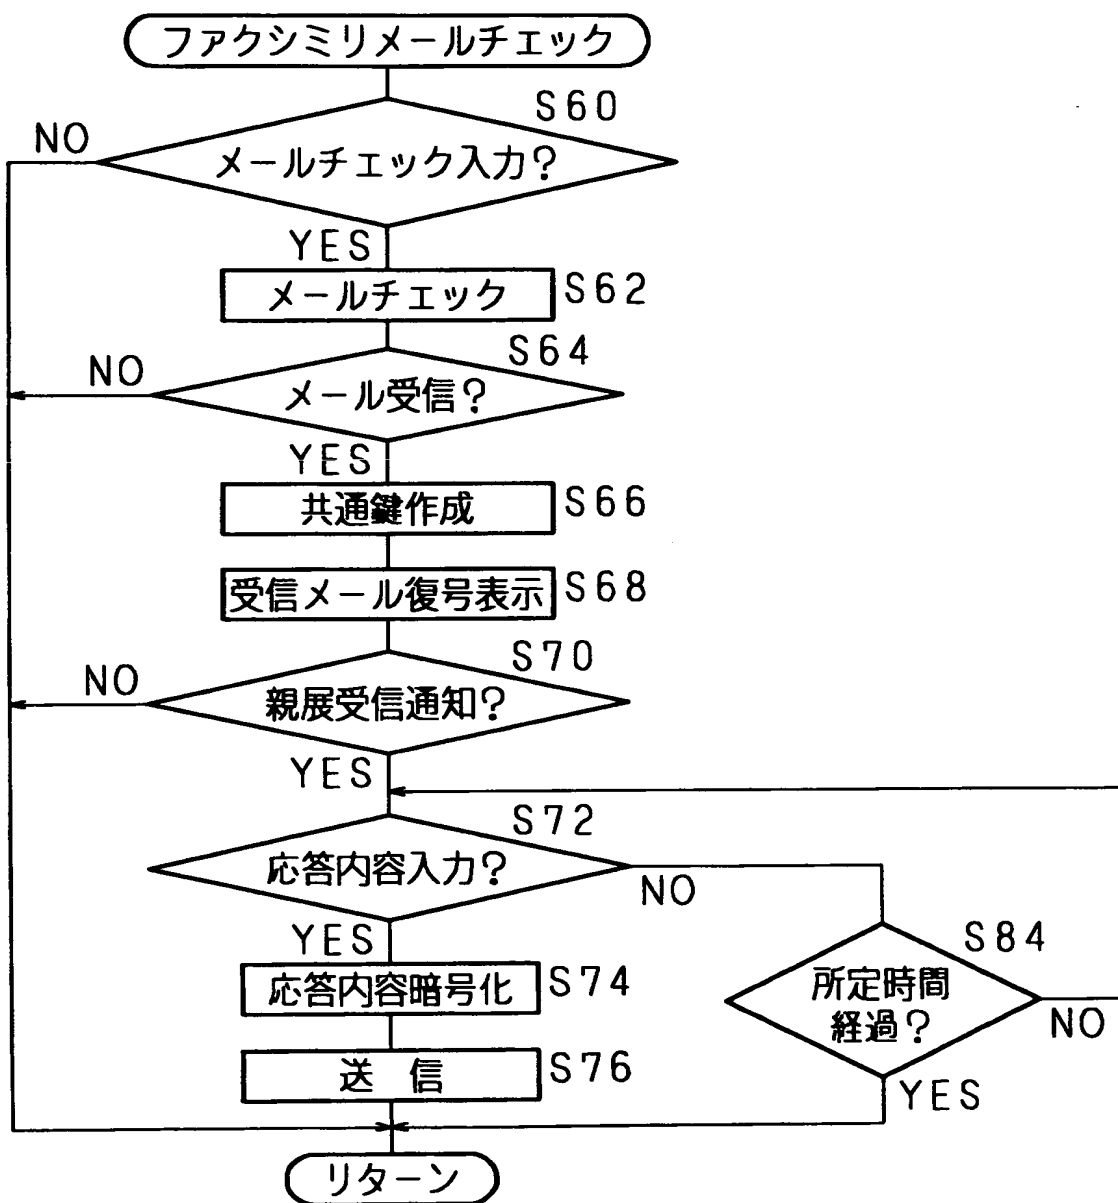 ファクシミリメールチェック
S60
NO
メールチェック入力?
YES
メールチェック
S62
S64
NO
メール受信?
YES
共通鍵作成
S66
受信メール復号表示
S68
S70
NO
親展受信通知?
YES
S72
応答内容入力?
NO
YES
S84
応答内容暗号化
S74
所定時間
経過?
NO
送 信
S76
YES
リターン